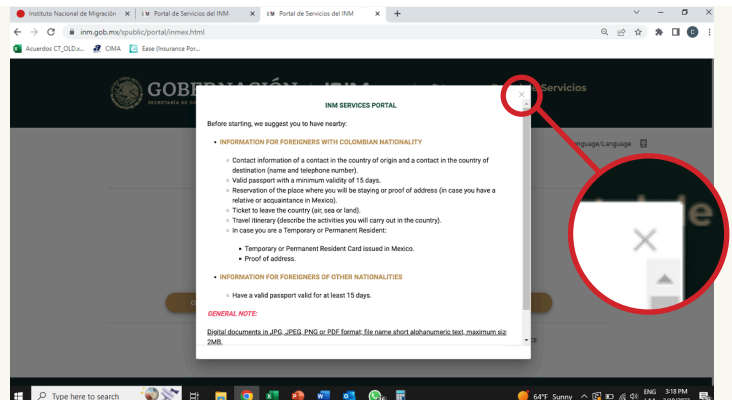 Instituto Nacional de Migración
Portal de Servicios del INM
Portal de Servicios del INM
inm.gob.mx/spublic/portal/inmex.html
Acuerdos CT_OLD.x...
CIMA
Ease (Insurance Por...
INM SERVICES PORTAL
Before starting, we suggest you to have nearby:
• INFORMATION FOR FOREIGNERS WITH COLOMBIAN NATIONALITY
○ Contact information of a contact in the country of origin and a contact in the country of
destination (name and telephone number).
○ Valid passport with a minimum validity of 15 days.
○ Reservation of the place where you will be staying or proof of address (in case you have a
relative or acquaintance in Mexico).
○ Ticket to leave the country (air, sea or land).
○ Travel itinerary (describe the activities you will carry out in the country).
○ In case you are a Temporary or Permanent Resident:
▪ Temporary or Permanent Resident Card issued in Mexico.
▪ Proof of address.
• INFORMATION FOR FOREIGNERS OF OTHER NATIONALITIES
○ Have a valid passport valid for at least 15 days.
GENERAL NOTE:
Digital documents in JPG, JPEG, PNG or PDF format; file name short alphanumeric text, maximum siz
2MB.
Servicios
Type here to search
64°F Sunny
ENG
3:18 PM